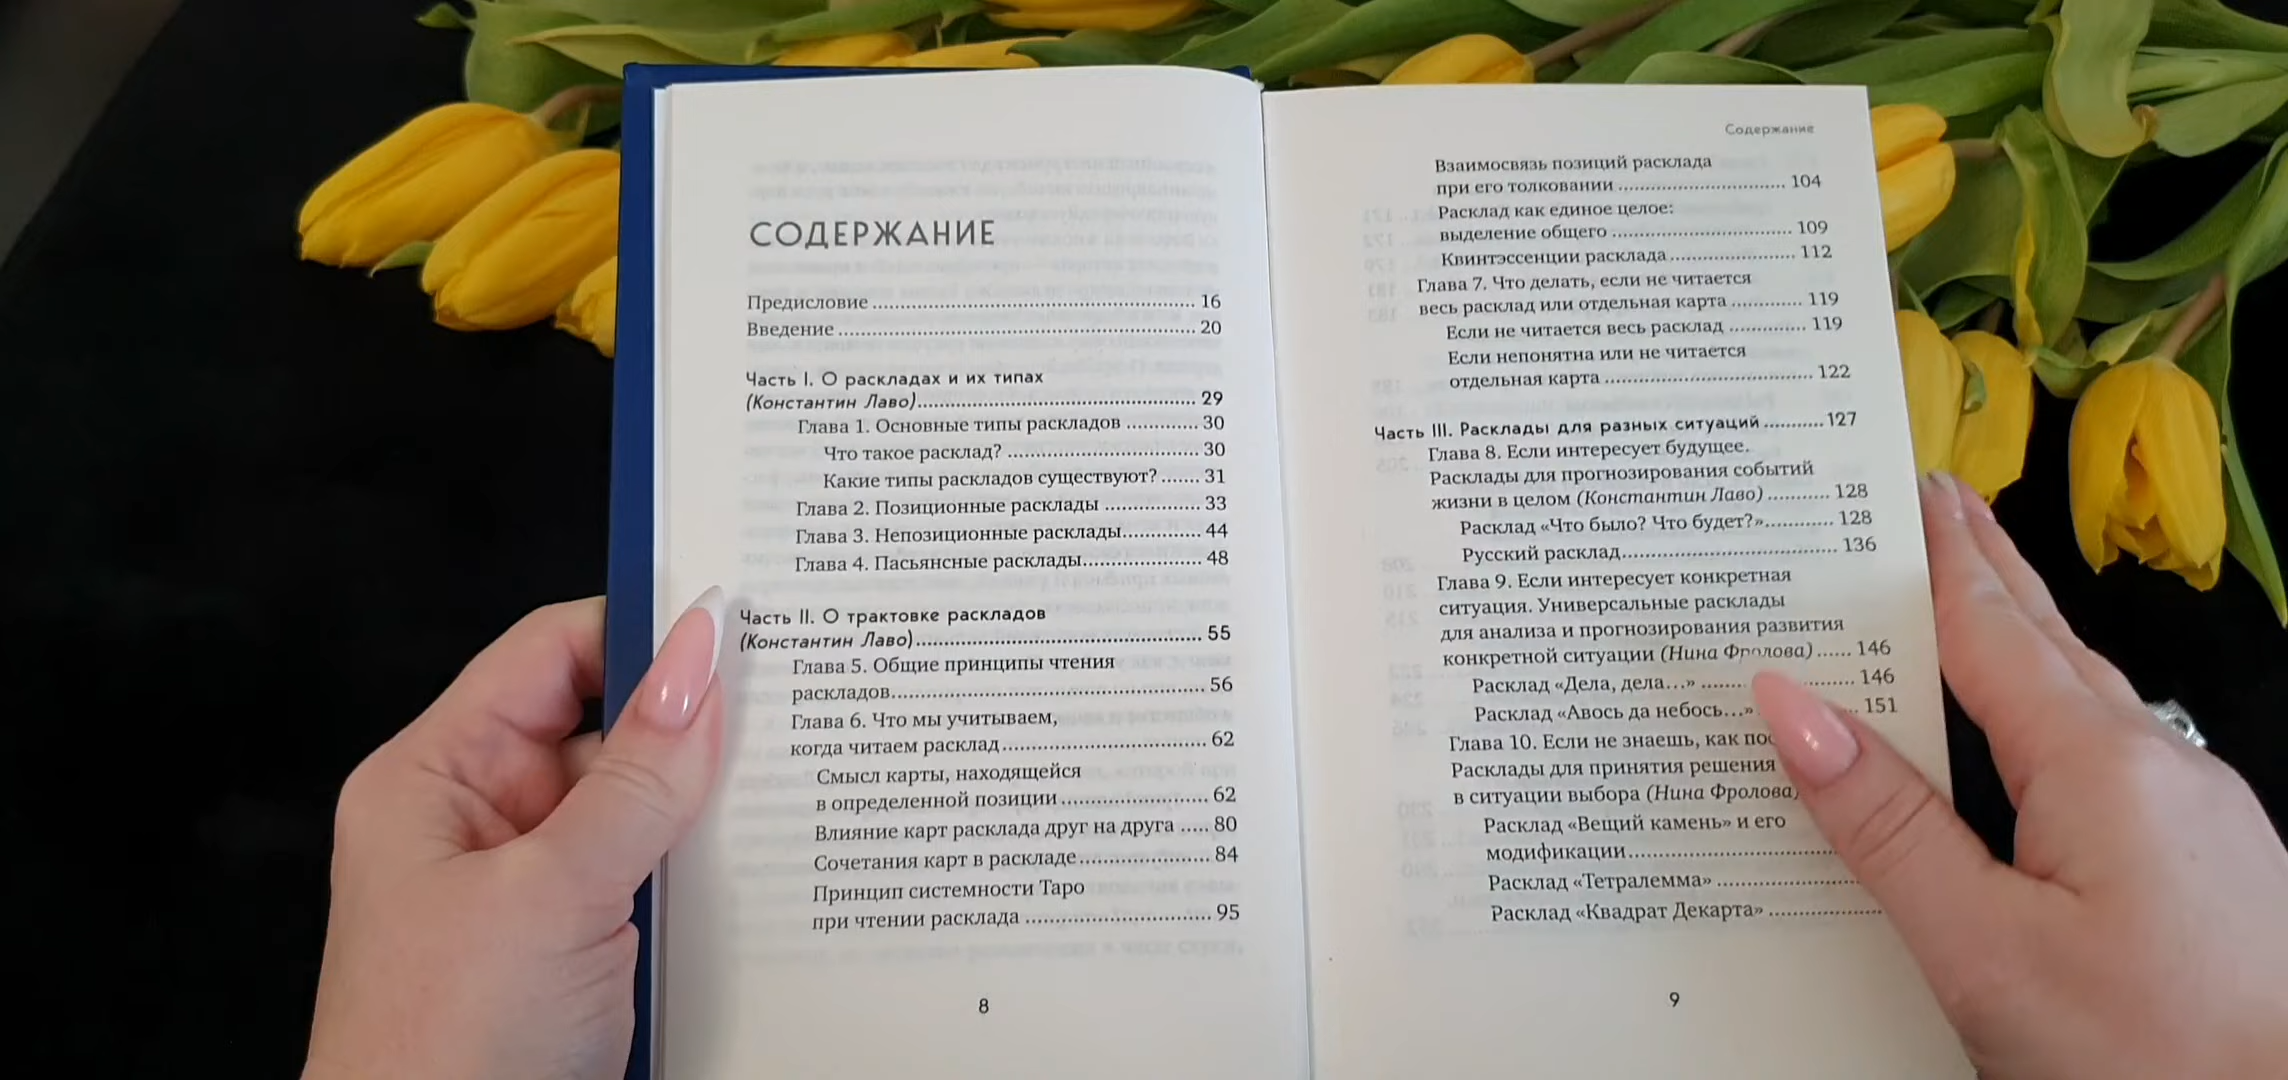 СОДЕРЖАНИЕ
Предисловие ........ 16
Введение ........ 20
Часть I. О раскладах и их типах
(Константин Лаво) ........ 29
Глава 1. Основные типы раскладов ........ 30
Что такое расклад? ........ 30
Какие типы раскладов существуют? ........ 31
Глава 2. Позиционные расклады ........ 33
Глава 3. Непозиционные расклады ........ 44
Глава 4. Пасьянсные расклады ........ 48
Часть II. О трактовке раскладов
(Константин Лаво) ........ 55
Глава 5. Общие принципы чтения
раскладов ........ 56
Глава 6. Что мы учитываем,
когда читаем расклад ........ 62
Смысл карты, находящейся
в определенной позиции ........ 62
Влияние карт расклада друг на друга ..... 80
Сочетания карт в раскладе ........ 84
Принцип системности Таро
при чтении расклада ........ 95
8
Содержание
Взаимосвязь позиций расклада
при его толковании ........ 104
Расклад как единое целое:
выделение общего ........ 109
Квинтэссенции расклада ........ 112
Глава 7. Что делать, если не читается
весь расклад или отдельная карта ........ 119
Если не читается весь расклад ........ 119
Если непонятна или не читается
отдельная карта ........ 122
Часть III. Расклады для разных ситуаций ........ 127
Глава 8. Если интересует будущее.
Расклады для прогнозирования событий
жизни в целом (Константин Лаво) ........ 128
Расклад «Что было? Что будет?» ........ 128
Русский расклад ........ 136
Глава 9. Если интересует конкретная
ситуация. Универсальные расклады
для анализа и прогнозирования развития
конкретной ситуации (Нина Фролова) ...... 146
Расклад «Дела, дела…» ........ 146
Расклад «Авось да небось…» ........ 151
Глава 10. Если не знаешь, как
Расклады для принятия решения
в ситуации выбора (Нина Фролова)
Расклад «Вещий камень» и его
модификации ........
Расклад «Тетралемма» ........
Расклад «Квадрат Декарта» ........
9